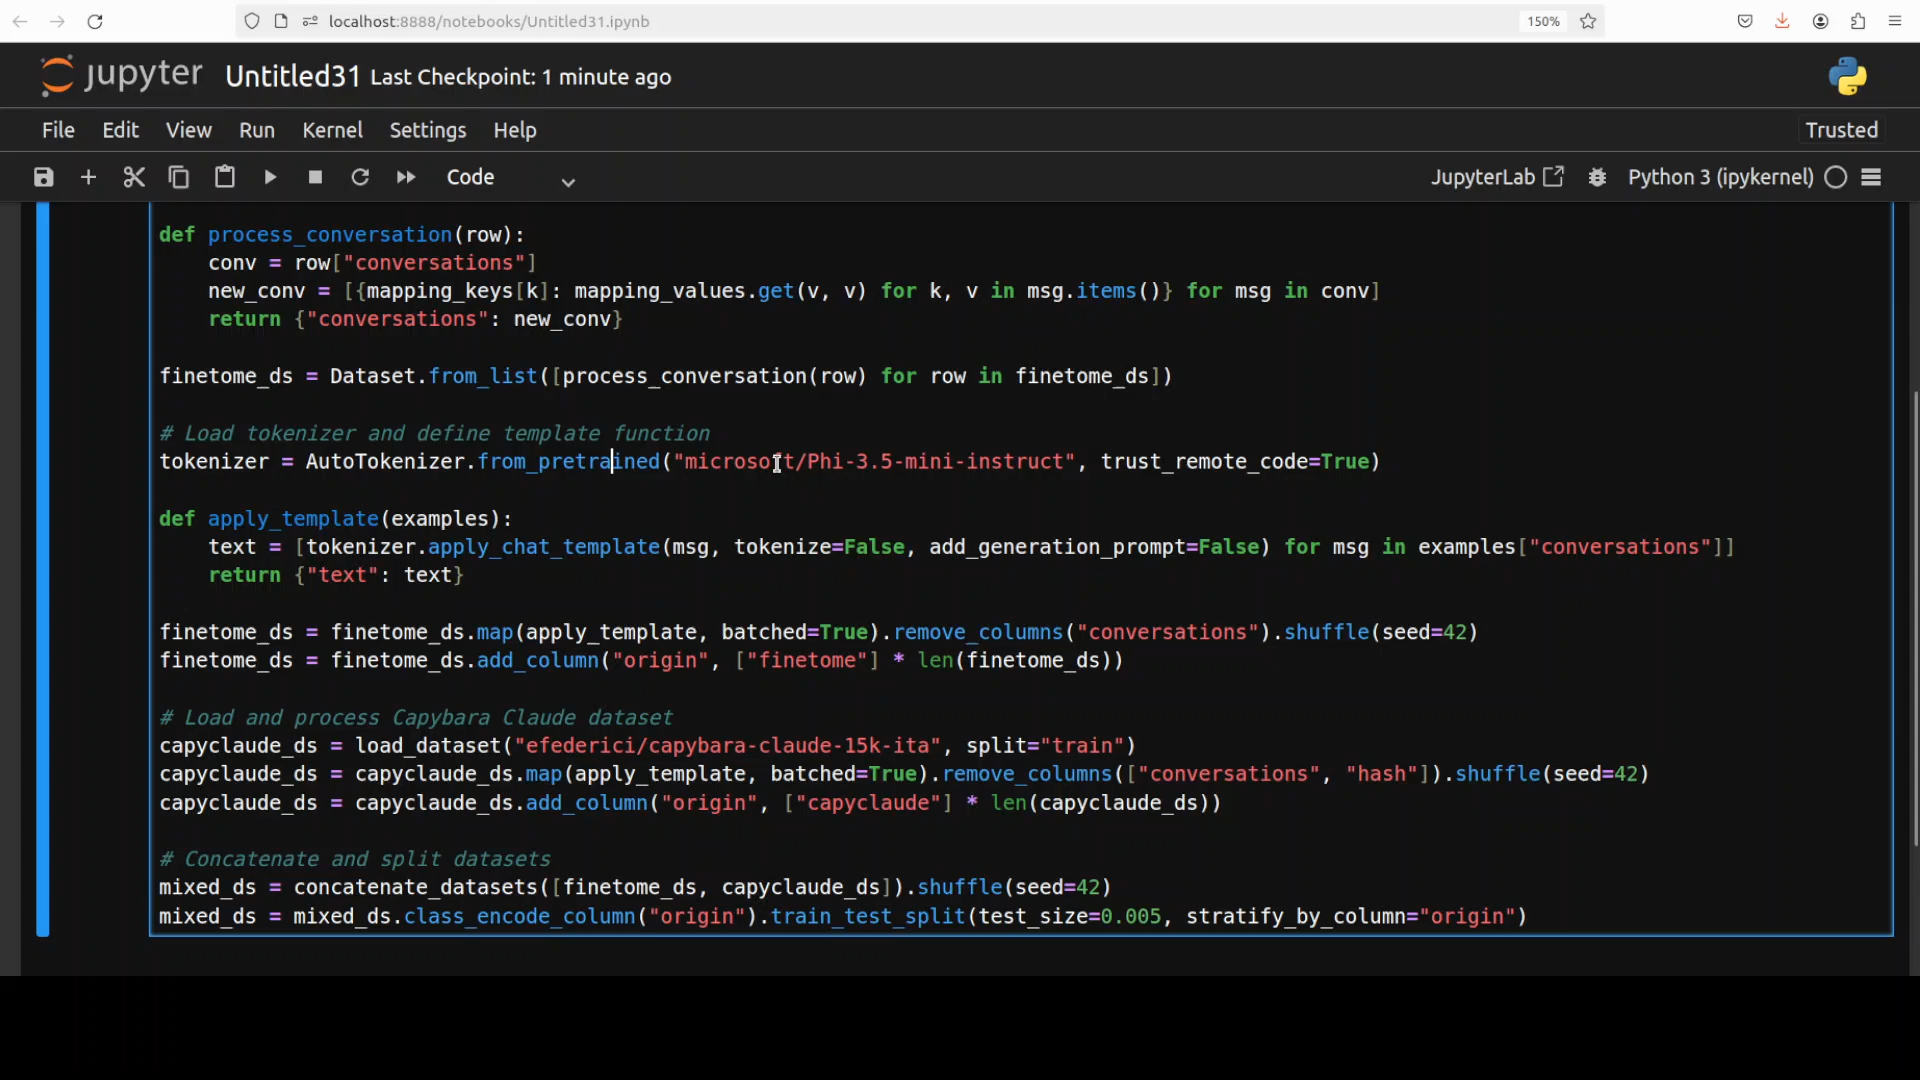 localhost:8888/notebooks/Untitled31.ipynb
150%
jupyter Untitled31 Last Checkpoint: 1 minute ago
File Edit View Run Kernel Settings Help Trusted
Code JupyterLab Python 3 (ipykernel)
def process_conversation(row):
    conv = row["conversations"]
    new_conv = [{mapping_keys[k]: mapping_values.get(v, v) for k, v in msg.items()} for msg in conv]
    return {"conversations": new_conv}
finetome_ds = Dataset.from_list([process_conversation(row) for row in finetome_ds])
# Load tokenizer and define template function
tokenizer = AutoTokenizer.from_pretrained("microsoft/Phi-3.5-mini-instruct", trust_remote_code=True)
def apply_template(examples):
    text = [tokenizer.apply_chat_template(msg, tokenize=False, add_generation_prompt=False) for msg in examples["conversations"]]
    return {"text": text}
finetome_ds = finetome_ds.map(apply_template, batched=True).remove_columns("conversations").shuffle(seed=42)
finetome_ds = finetome_ds.add_column("origin", ["finetome"] * len(finetome_ds))
# Load and process Capybara Claude dataset
capyclaude_ds = load_dataset("efederici/capybara-claude-15k-ita", split="train")
capyclaude_ds = capyclaude_ds.map(apply_template, batched=True).remove_columns(["conversations", "hash"]).shuffle(seed=42)
capyclaude_ds = capyclaude_ds.add_column("origin", ["capyclaude"] * len(capyclaude_ds))
# Concatenate and split datasets
mixed_ds = concatenate_datasets([finetome_ds, capyclaude_ds]).shuffle(seed=42)
mixed_ds = mixed_ds.class_encode_column("origin").train_test_split(test_size=0.005, stratify_by_column="origin")